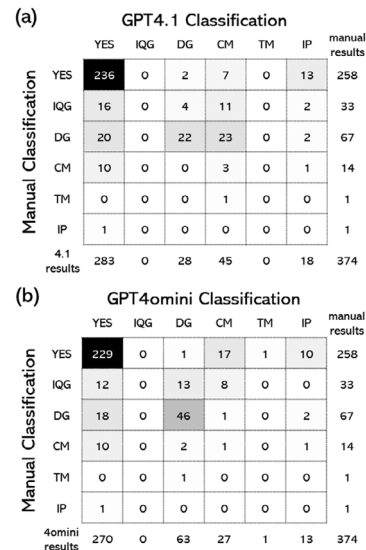 (a) GPT4.1 Classification
YES IQG DG CM TM IP manual results
Manual Classification
YES 236 0 2 7 0 13 258
IQG 16 0 4 11 0 2 33
DG 20 0 22 23 0 2 67
CM 10 0 0 3 0 1 14
TM 0 0 0 1 0 0 1
IP 1 0 0 0 0 0 1
4.1 results 283 0 28 45 0 18 374
(b) GPT4omini Classification
YES IQG DG CM TM IP manual results
Manual Classification
YES 229 0 1 17 1 10 258
IQG 12 0 13 8 0 0 33
DG 18 0 46 1 0 2 67
CM 10 0 2 1 0 1 14
TM 0 0 1 0 0 0 1
IP 1 0 0 0 0 0 1
4omini results 270 0 63 27 1 13 374